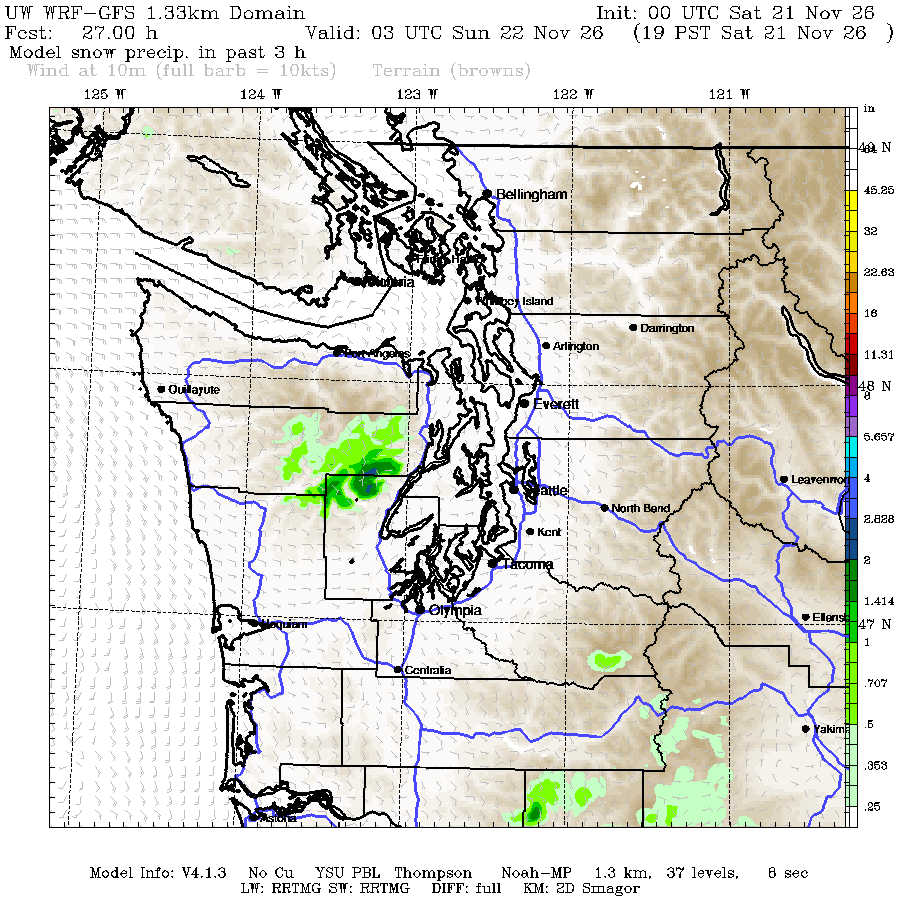 UW WRF-GFS 1.33km Domain Init: 00 UTC Sat 21 Nov 26
Fcst: 27.00 h Valid: 03 UTC Sun 22 Nov 26 (19 PST Sat 21 Nov 26 )
Model snow precip. in past 3 h
Wind at 10m (full barb = 10kts) Terrain (browns)
125 W 124 W 123 W 122 W 121 W
in
49 N
Bellingham
45.25
32
Victoria
22.63
Whidbey Island
16
Darrington
Arlington
Port Angeles
11.31
Quillayute
48 N
8
Everett
5.657
Leavenwor
4
Seattle
North Bend
2.828
Kent
Tacoma
2
1.414
Olympia
Ellens
Hoquiam
47 N
1
Centralia
.707
.5
Yakima
.353
.25
Astoria
Model Info: V4.1.3 No Cu YSU PBL Thompson Noah-MP 1.3 km, 37 levels, 8 sec
LW: RRTMG SW: RRTMG DIFF: full KM: 2D Smagor